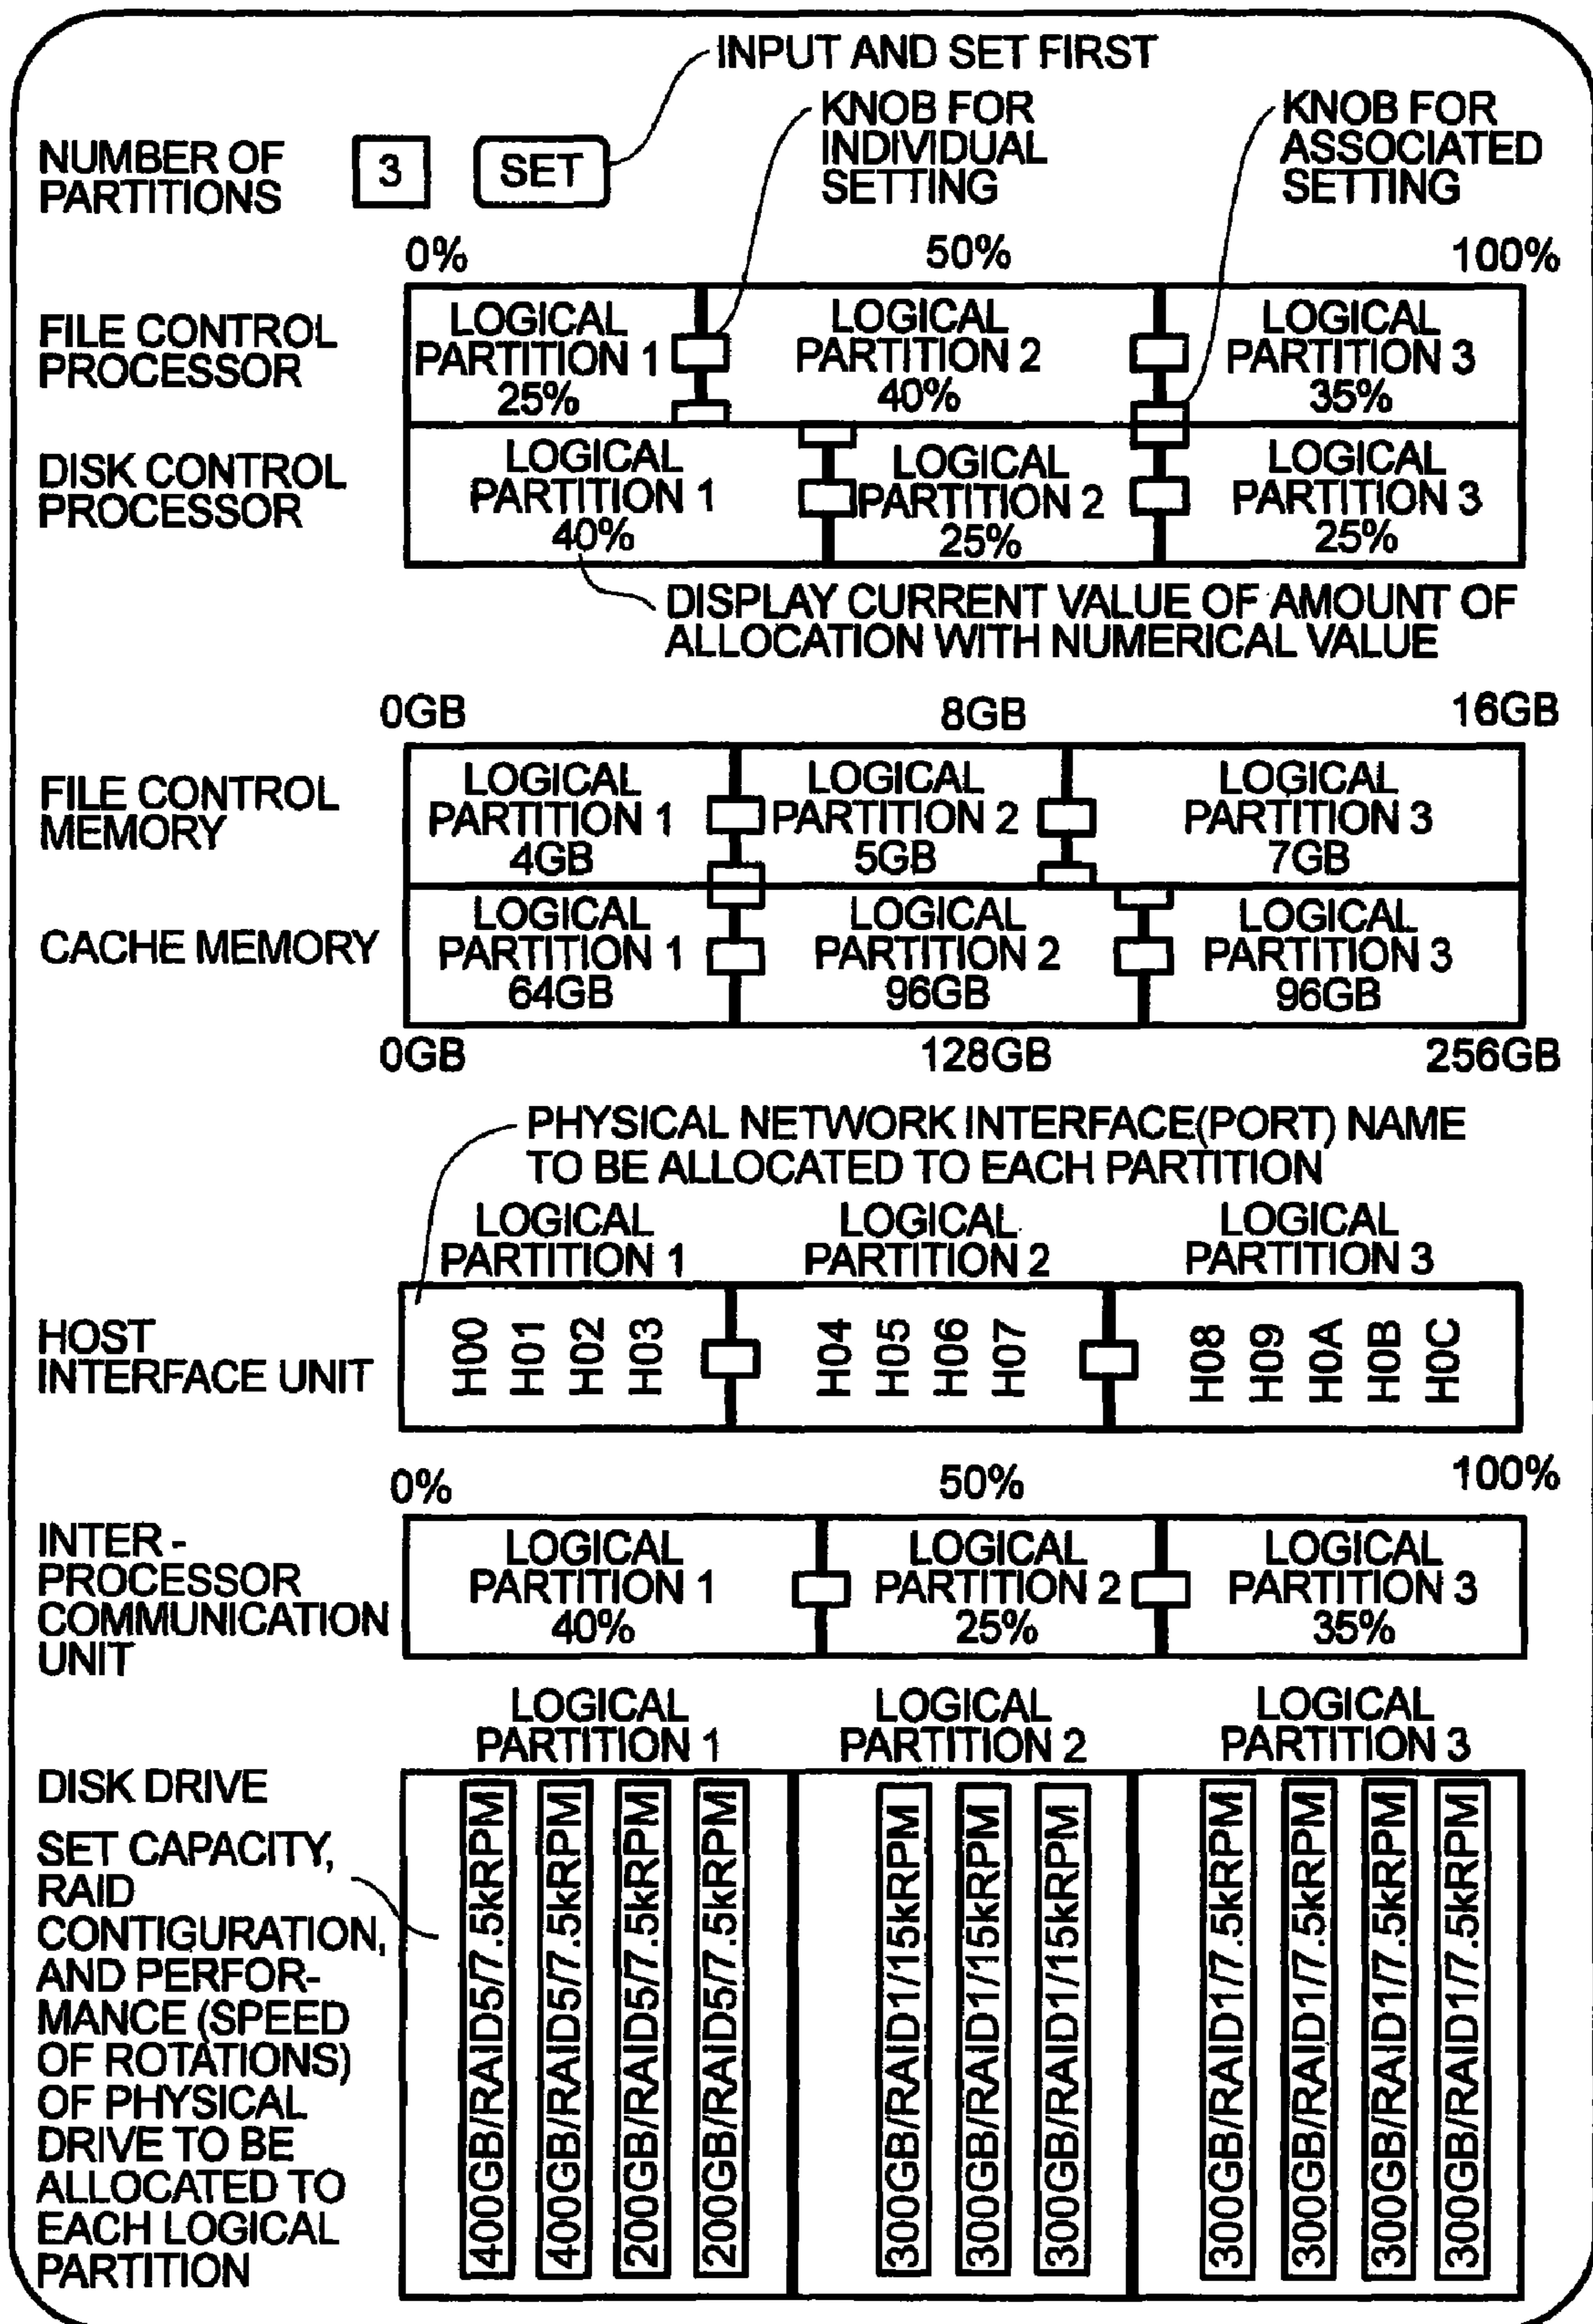 INPUT AND SET FIRST
KNOB FOR
INDIVIDUAL
SETTING
KNOB FOR
ASSOCIATED
SETTING
NUMBER OF
PARTITIONS
3
SET
0%
50%
100%
FILE CONTROL
PROCESSOR
LOGICAL
PARTITION 1
25%
LOGICAL
PARTITION 2
40%
LOGICAL
PARTITION 3
35%
DISK CONTROL
PROCESSOR
LOGICAL
PARTITION 1
40%
LOGICAL
PARTITION 2
25%
LOGICAL
PARTITION 3
25%
DISPLAY CURRENT VALUE OF AMOUNT OF
ALLOCATION WITH NUMERICAL VALUE
0GB
8GB
16GB
FILE CONTROL
MEMORY
LOGICAL
PARTITION 1
4GB
LOGICAL
PARTITION 2
5GB
LOGICAL
PARTITION 3
7GB
CACHE MEMORY
LOGICAL
PARTITION 1
64GB
LOGICAL
PARTITION 2
96GB
LOGICAL
PARTITION 3
96GB
0GB
128GB
256GB
PHYSICAL NETWORK INTERFACE(PORT) NAME
TO BE ALLOCATED TO EACH PARTITION
LOGICAL
PARTITION 1
LOGICAL
PARTITION 2
LOGICAL
PARTITION 3
HOST
INTERFACE UNIT
H00
H01
H02
H03
H04
H05
H06
H07
H08
H09
H0A
H0B
H0C
0%
50%
100%
INTER-
PROCESSOR
COMMUNICATION
UNIT
LOGICAL
PARTITION 1
40%
LOGICAL
PARTITION 2
25%
LOGICAL
PARTITION 3
35%
LOGICAL
PARTITION 1
LOGICAL
PARTITION 2
LOGICAL
PARTITION 3
DISK DRIVE
SET CAPACITY,
RAID
CONTIGURATION,
AND PERFOR-
MANCE (SPEED
OF ROTATIONS)
OF PHYSICAL
DRIVE TO BE
ALLOCATED TO
EACH LOGICAL
PARTITION
400GB/RAID5/7.5kRPM
400GB/RAID5/7.5kRPM
200GB/RAID5/7.5kRPM
200GB/RAID5/7.5kRPM
300GB/RAID1/15kRPM
300GB/RAID1/15kRPM
300GB/RAID1/15kRPM
300GB/RAID1/7.5kRPM
300GB/RAID1/7.5kRPM
300GB/RAID1/7.5kRPM
300GB/RAID1/7.5kRPM